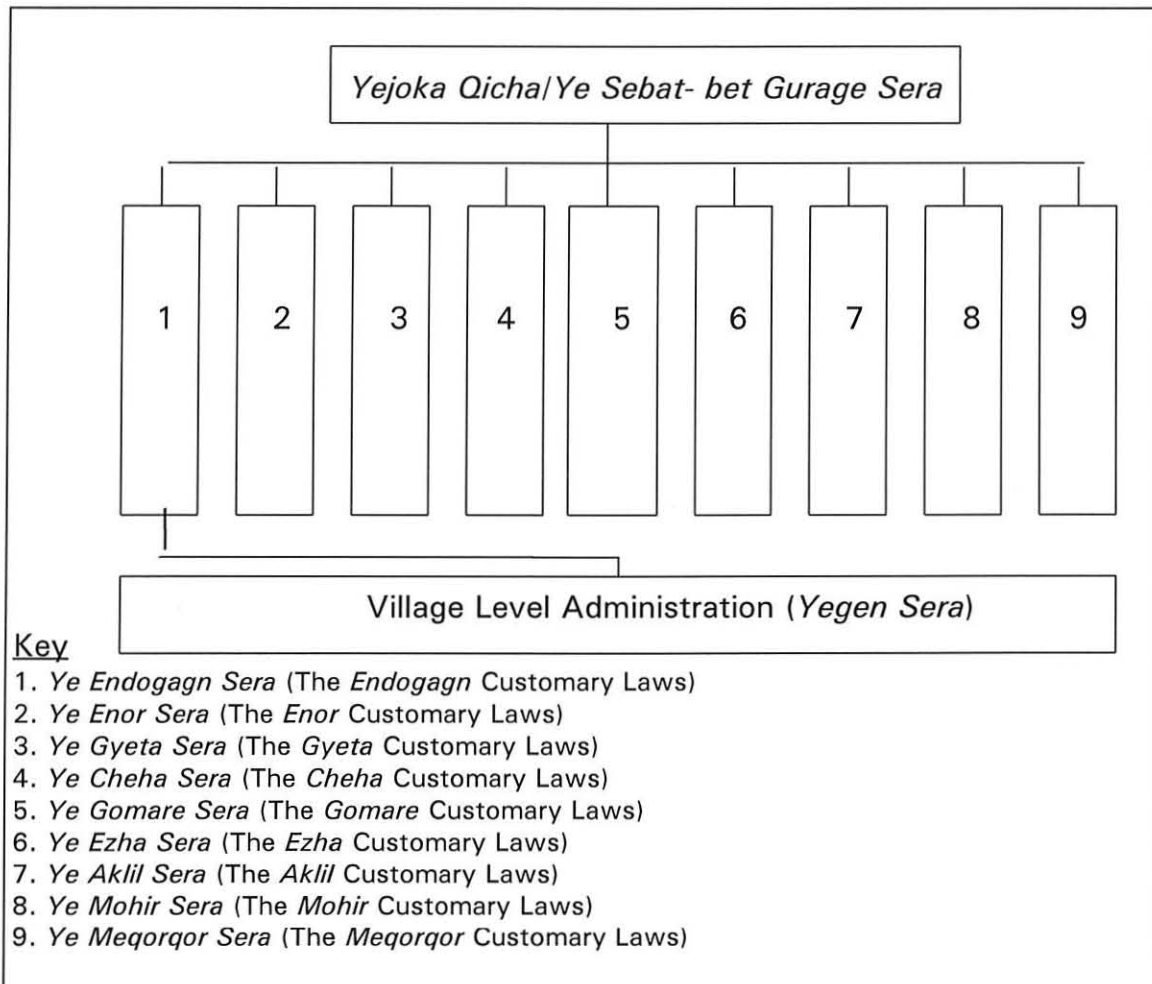 Yejoka Qicha/Ye Sebat- bet Gurage Sera
1 2 3 4 5 6 7 8 9
Village Level Administration (Yegen Sera)
Key
1. Ye Endogagn Sera (The Endogagn Customary Laws)
2. Ye Enor Sera (The Enor Customary Laws)
3. Ye Gyeta Sera (The Gyeta Customary Laws)
4. Ye Cheha Sera (The Cheha Customary Laws)
5. Ye Gomare Sera (The Gomare Customary Laws)
6. Ye Ezha Sera (The Ezha Customary Laws)
7. Ye Aklil Sera (The Aklil Customary Laws)
8. Ye Mohir Sera (The Mohir Customary Laws)
9. Ye Meqorqor Sera (The Meqorqor Customary Laws)